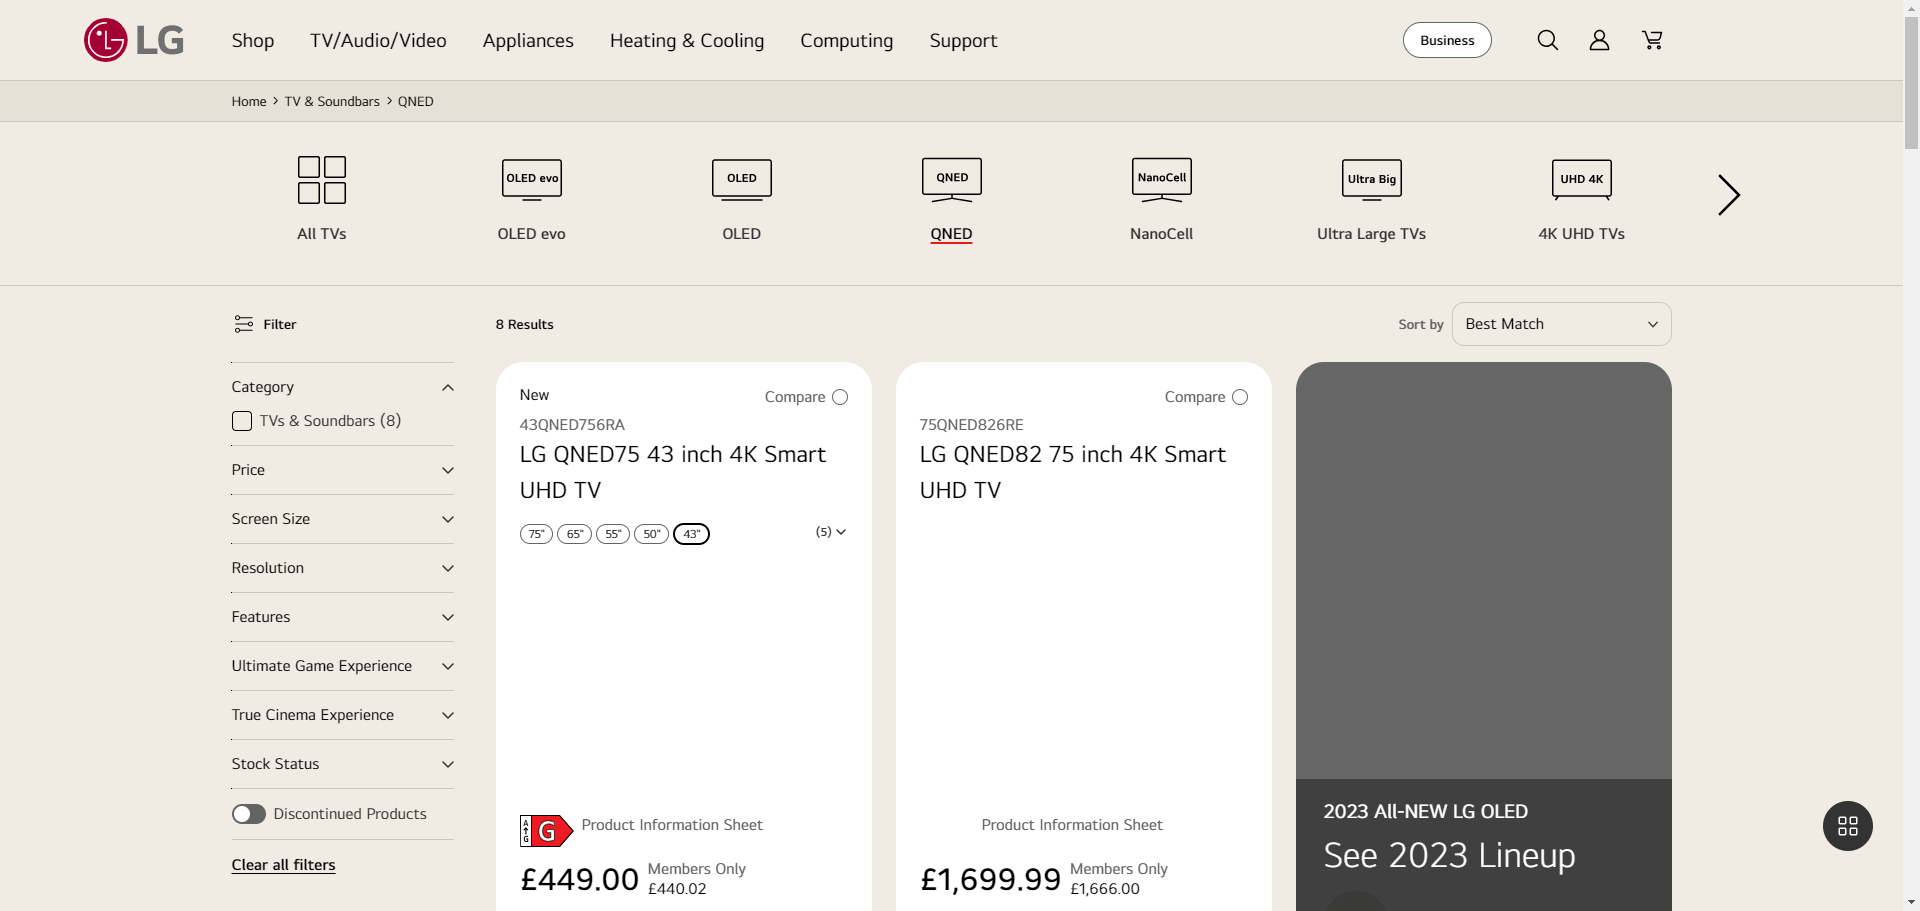 LG
Shop
TV/Audio/Video
Appliances
Heating & Cooling
Computing
Support
Business
Home > TV & Soundbars > QNED
OLED evo
OLED
QNED
NanoCell
Ultra Big
UHD 4K
All TVs
OLED evo
OLED
QNED
NanoCell
Ultra Large TVs
4K UHD TVs
Filter
8 Results
Sort by
Best Match
Category
TVs & Soundbars (8)
Price
Screen Size
Resolution
Features
Ultimate Game Experience
True Cinema Experience
Stock Status
Discontinued Products
Clear all filters
New
Compare
43QNED756RA
LG QNED75 43 inch 4K Smart
UHD TV
75"
65"
55"
50"
43"
(5)
A
G
G
Product Information Sheet
£449.00
Members Only
£440.02
Compare
75QNED826RE
LG QNED82 75 inch 4K Smart
UHD TV
Product Information Sheet
£1,699.99
Members Only
£1,666.00
2023 All-NEW LG OLED
See 2023 Lineup